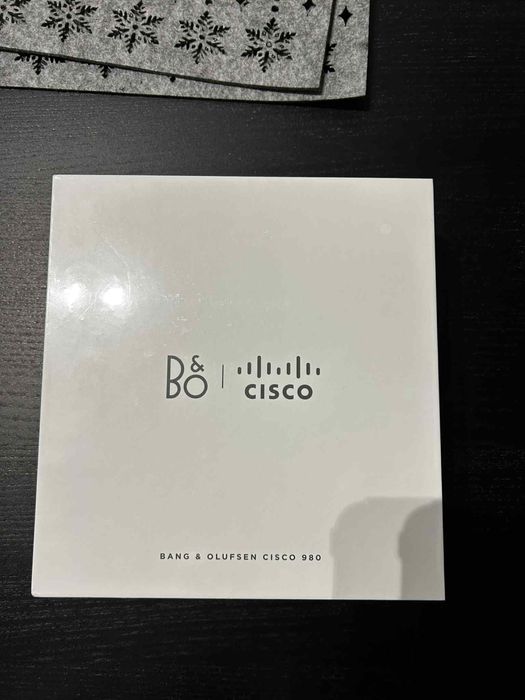 B&O | CISCO
BANG & OLUFSEN CISCO 980